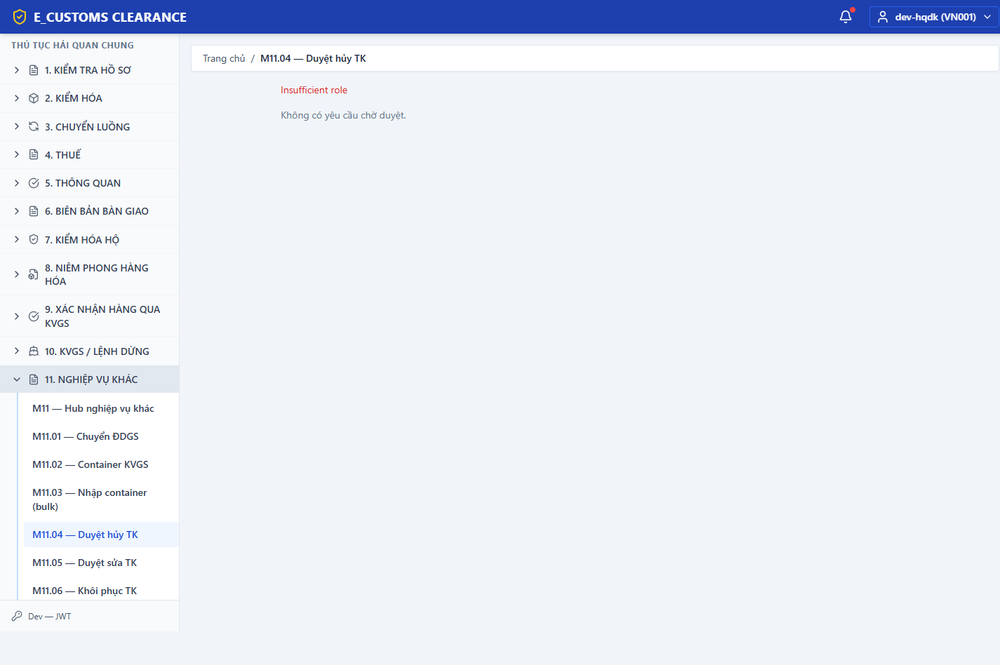 E_CUSTOMS CLEARANCE
dev-hqdk (VN001)
THỦ TỤC HẢI QUAN CHUNG
1. KIỂM TRA HỒ SƠ
2. KIỂM HÓA
3. CHUYỂN LUỒNG
4. THUẾ
5. THÔNG QUAN
6. BIÊN BẢN BÀN GIAO
7. KIỂM HÓA HỘ
8. NIÊM PHONG HÀNG
HÓA
9. XÁC NHẬN HÀNG QUA
KVGS
10. KVGS / LỆNH DỪNG
11. NGHIỆP VỤ KHÁC
M11 — Hub nghiệp vụ khác
M11.01 — Chuyển ĐDGS
M11.02 — Container KVGS
M11.03 — Nhập container
(bulk)
M11.04 — Duyệt hủy TK
M11.05 — Duyệt sửa TK
M11.06 — Khôi phục TK
Dev — JWT
Trang chủ / M11.04 — Duyệt hủy TK
Insufficient role
Không có yêu cầu chờ duyệt.